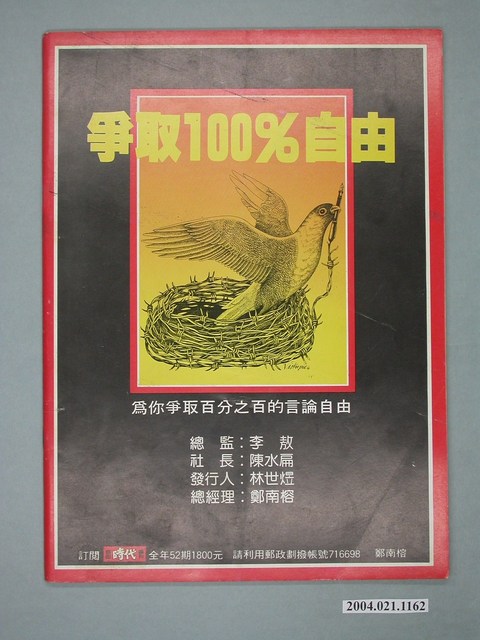 爭取100%自由
為你爭取百分之百的言論自由
總　監：李　敖
社　長：陳水扁
發行人：林世煜
總經理：鄭南榕
訂閱 時代 全年52期1800元　請利用郵政劃撥帳號716698　鄭南榕
2004.021.1162